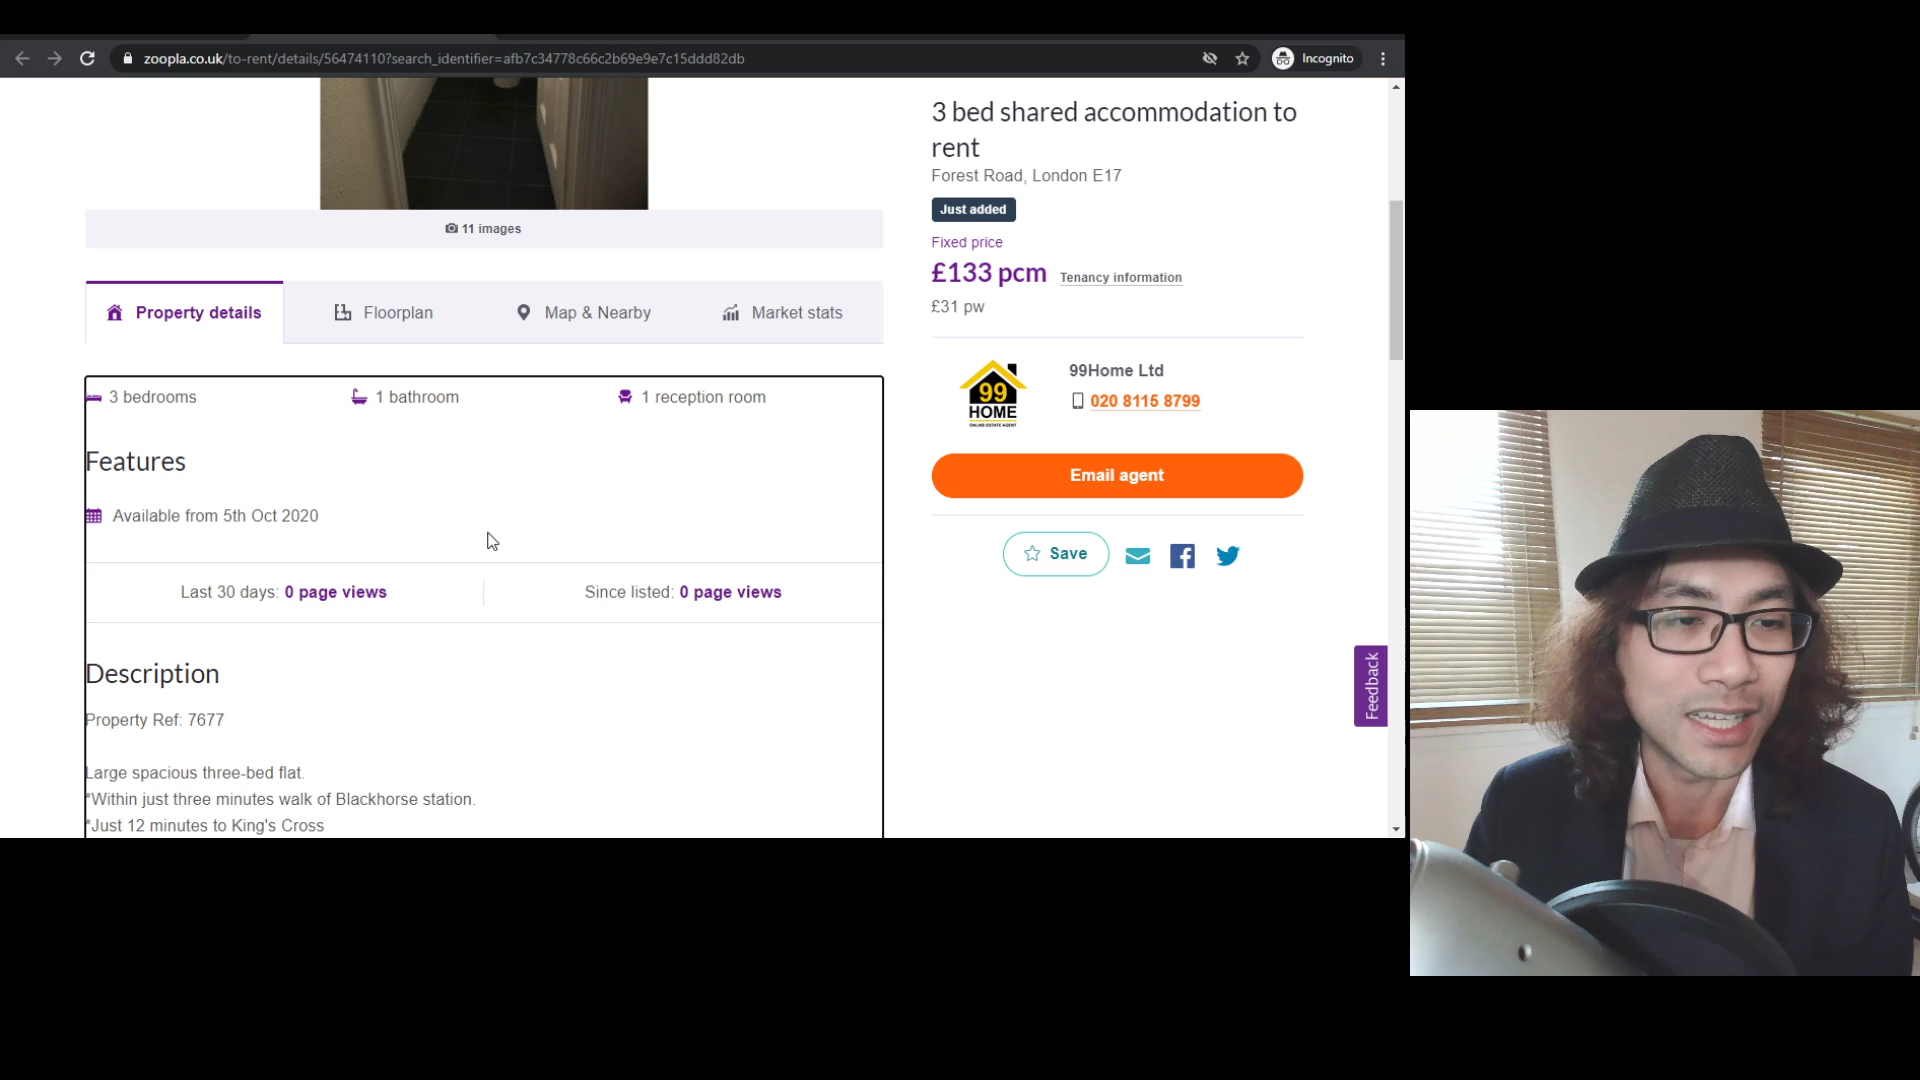 zoopla.co.uk/to-rent/details/56474110?search_identifier=afb7c34778c66c2b69e9e7c15ddd82db
Incognito
11 images
Property details
Floorplan
Map & Nearby
Market stats
3 bedrooms
1 bathroom
1 reception room
Features
Available from 5th Oct 2020
Last 30 days: 0 page views
Since listed: 0 page views
Description
Property Ref: 7677
Large spacious three-bed flat.
*Within just three minutes walk of Blackhorse station.
*Just 12 minutes to King's Cross
3 bed shared accommodation to
rent
Forest Road, London E17
Just added
Fixed price
£133 pcm
Tenancy information
£31 pw
99
HOME
ONLINE ESTATE AGENT
99Home Ltd
020 8115 8799
Email agent
Save
Feedback